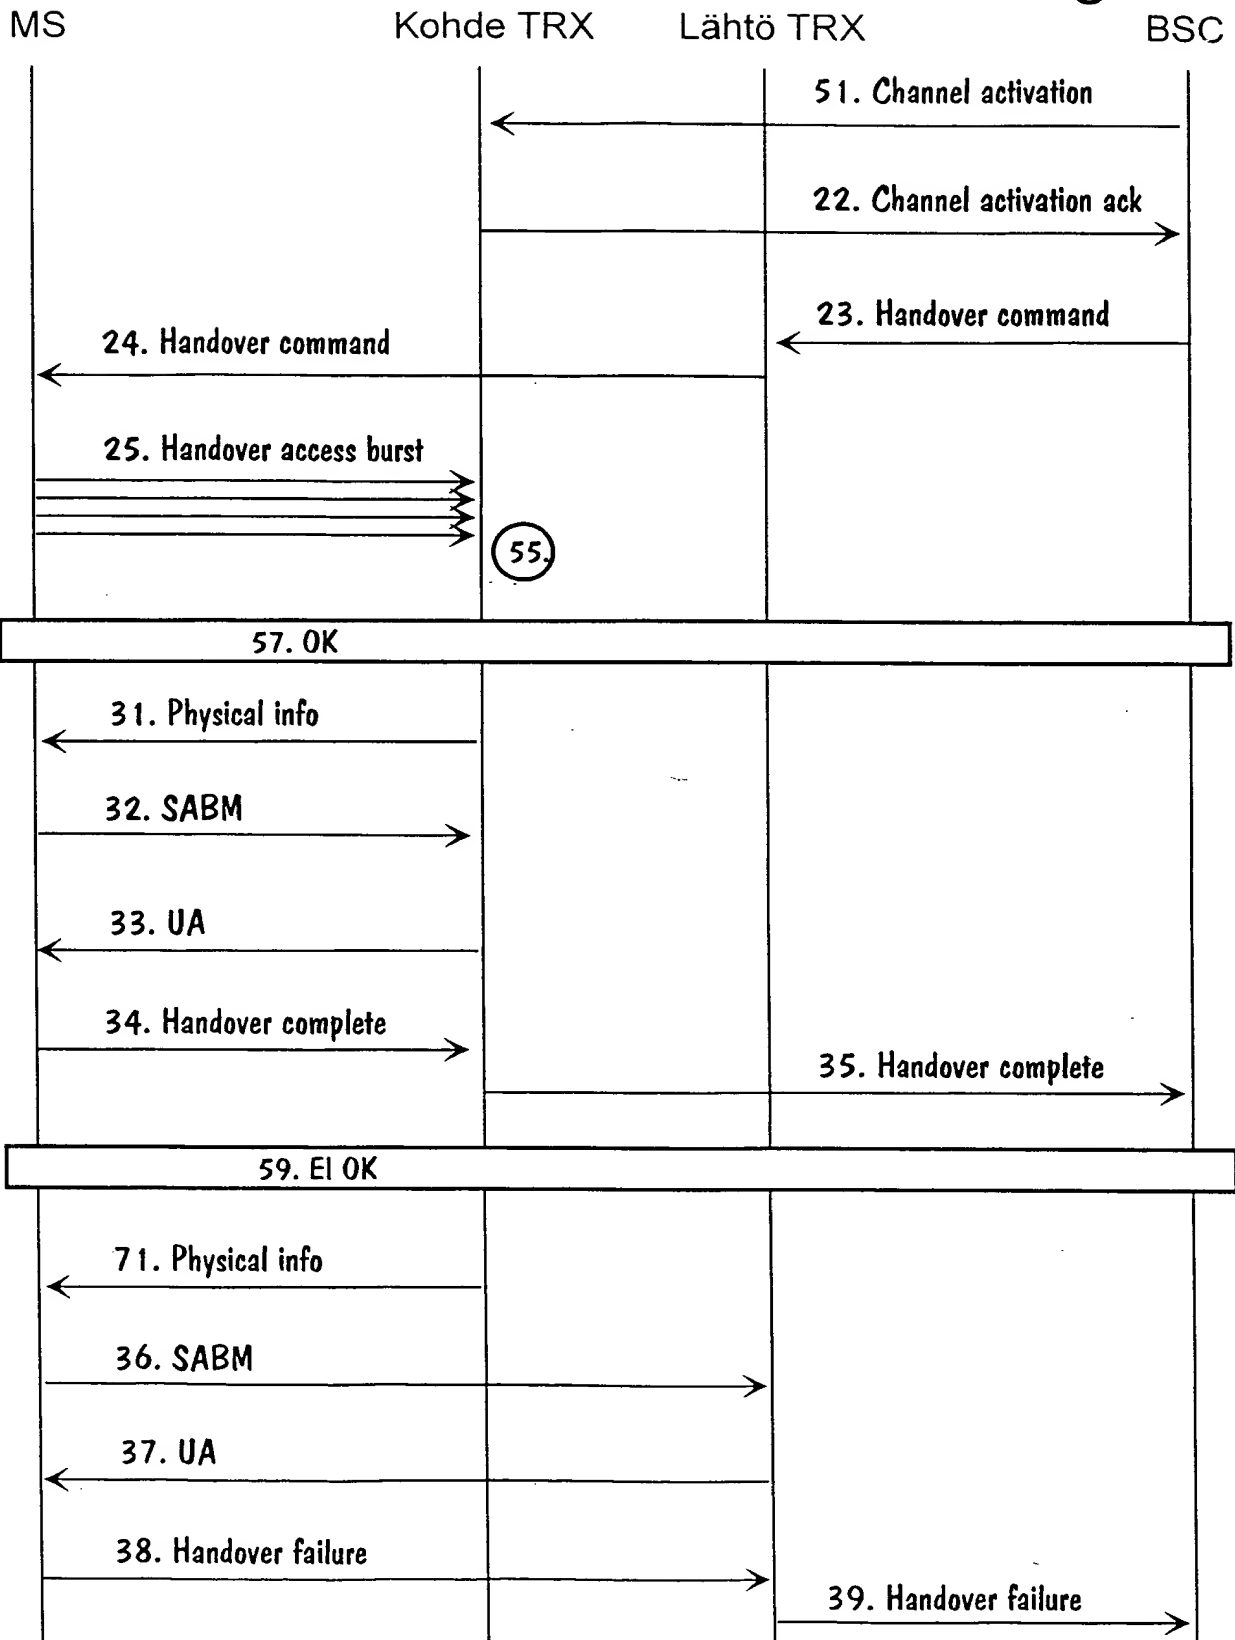 MS Kohde TRX Lähtö TRX BSC
51. Channel activation
22. Channel activation ack
23. Handover command
24. Handover command
25. Handover access burst
55.
57. OK
31. Physical info
32. SABM
33. UA
34. Handover complete
35. Handover complete
59. EI OK
71. Physical info
36. SABM
37. UA
38. Handover failure
39. Handover failure